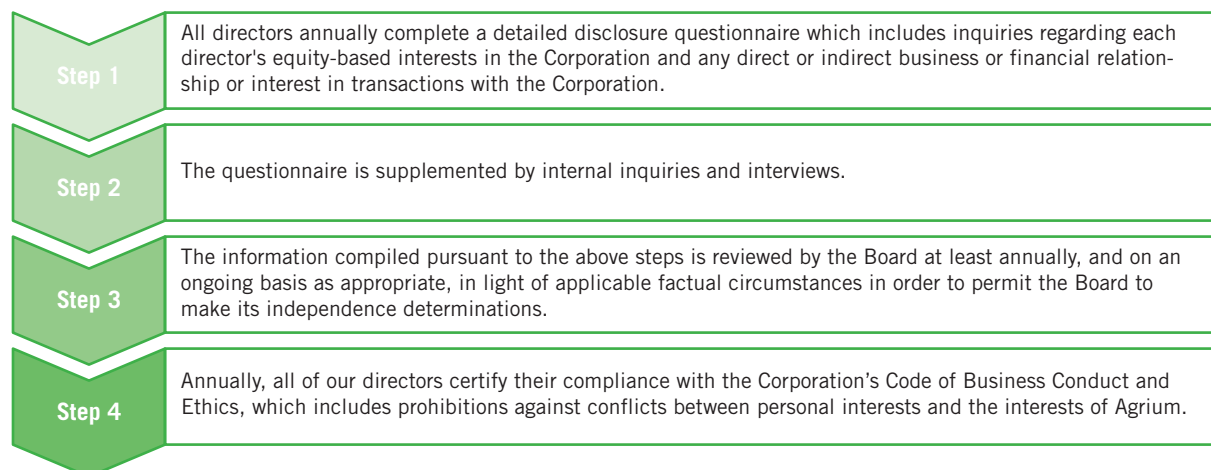 Step 1
All directors annually complete a detailed disclosure questionnaire which includes inquiries regarding each
director's equity-based interests in the Corporation and any direct or indirect business or financial relation-
ship or interest in transactions with the Corporation.
Step 2
The questionnaire is supplemented by internal inquiries and interviews.
Step 3
The information compiled pursuant to the above steps is reviewed by the Board at least annually, and on an
ongoing basis as appropriate, in light of applicable factual circumstances in order to permit the Board to
make its independence determinations.
Step 4
Annually, all of our directors certify their compliance with the Corporation’s Code of Business Conduct and
Ethics, which includes prohibitions against conflicts between personal interests and the interests of Agrium.